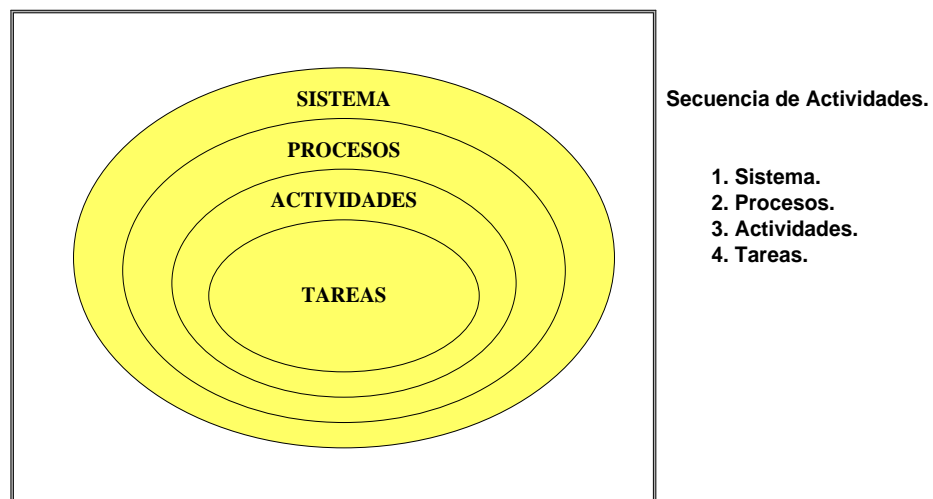 SISTEMA
PROCESOS
ACTIVIDADES
TAREAS
Secuencia de Actividades.
1. Sistema.
2. Procesos.
3. Actividades.
4. Tareas.